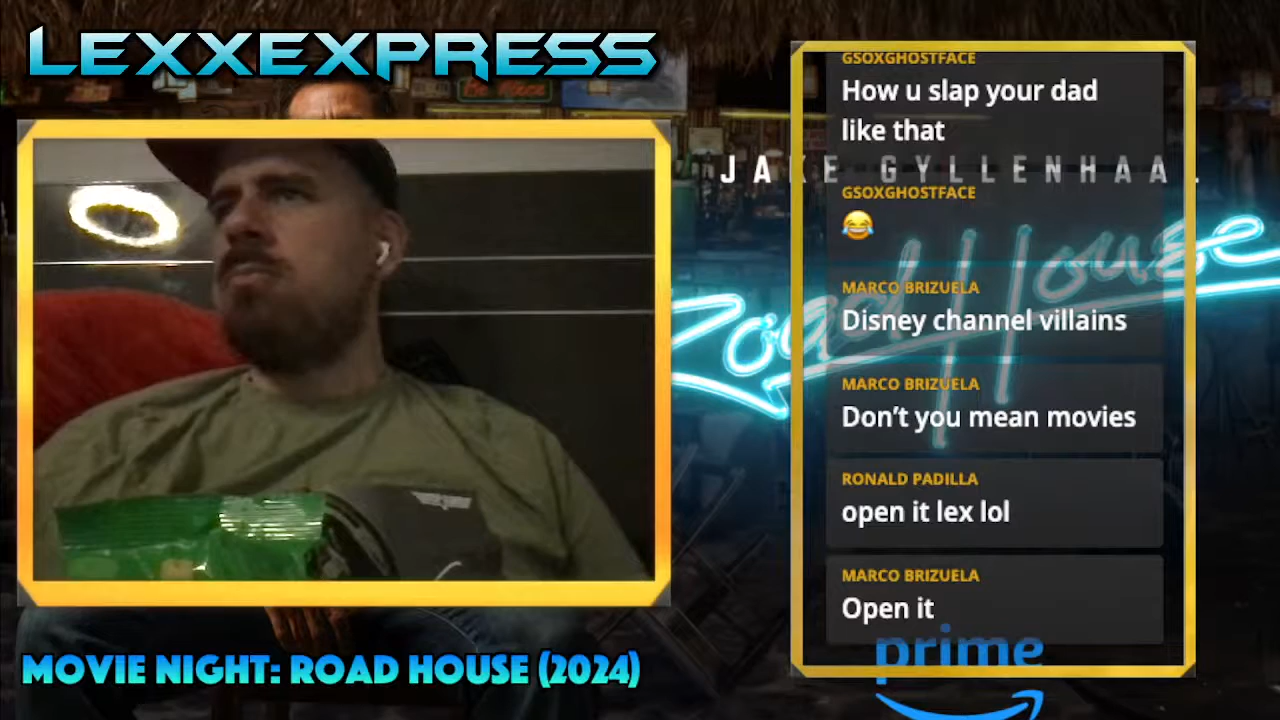 LEXXEXPRESS
GSOXGHOSTFACE
How u slap your dad
like that
JAKE GYLLENHAAL
GSOXGHOSTFACE
😂
Road House
MARCO BRIZUELA
Disney channel villains
MARCO BRIZUELA
Don’t you mean movies
RONALD PADILLA
open it lex lol
MARCO BRIZUELA
Open it
prime
MOVIE NIGHT: ROAD HOUSE (2024)